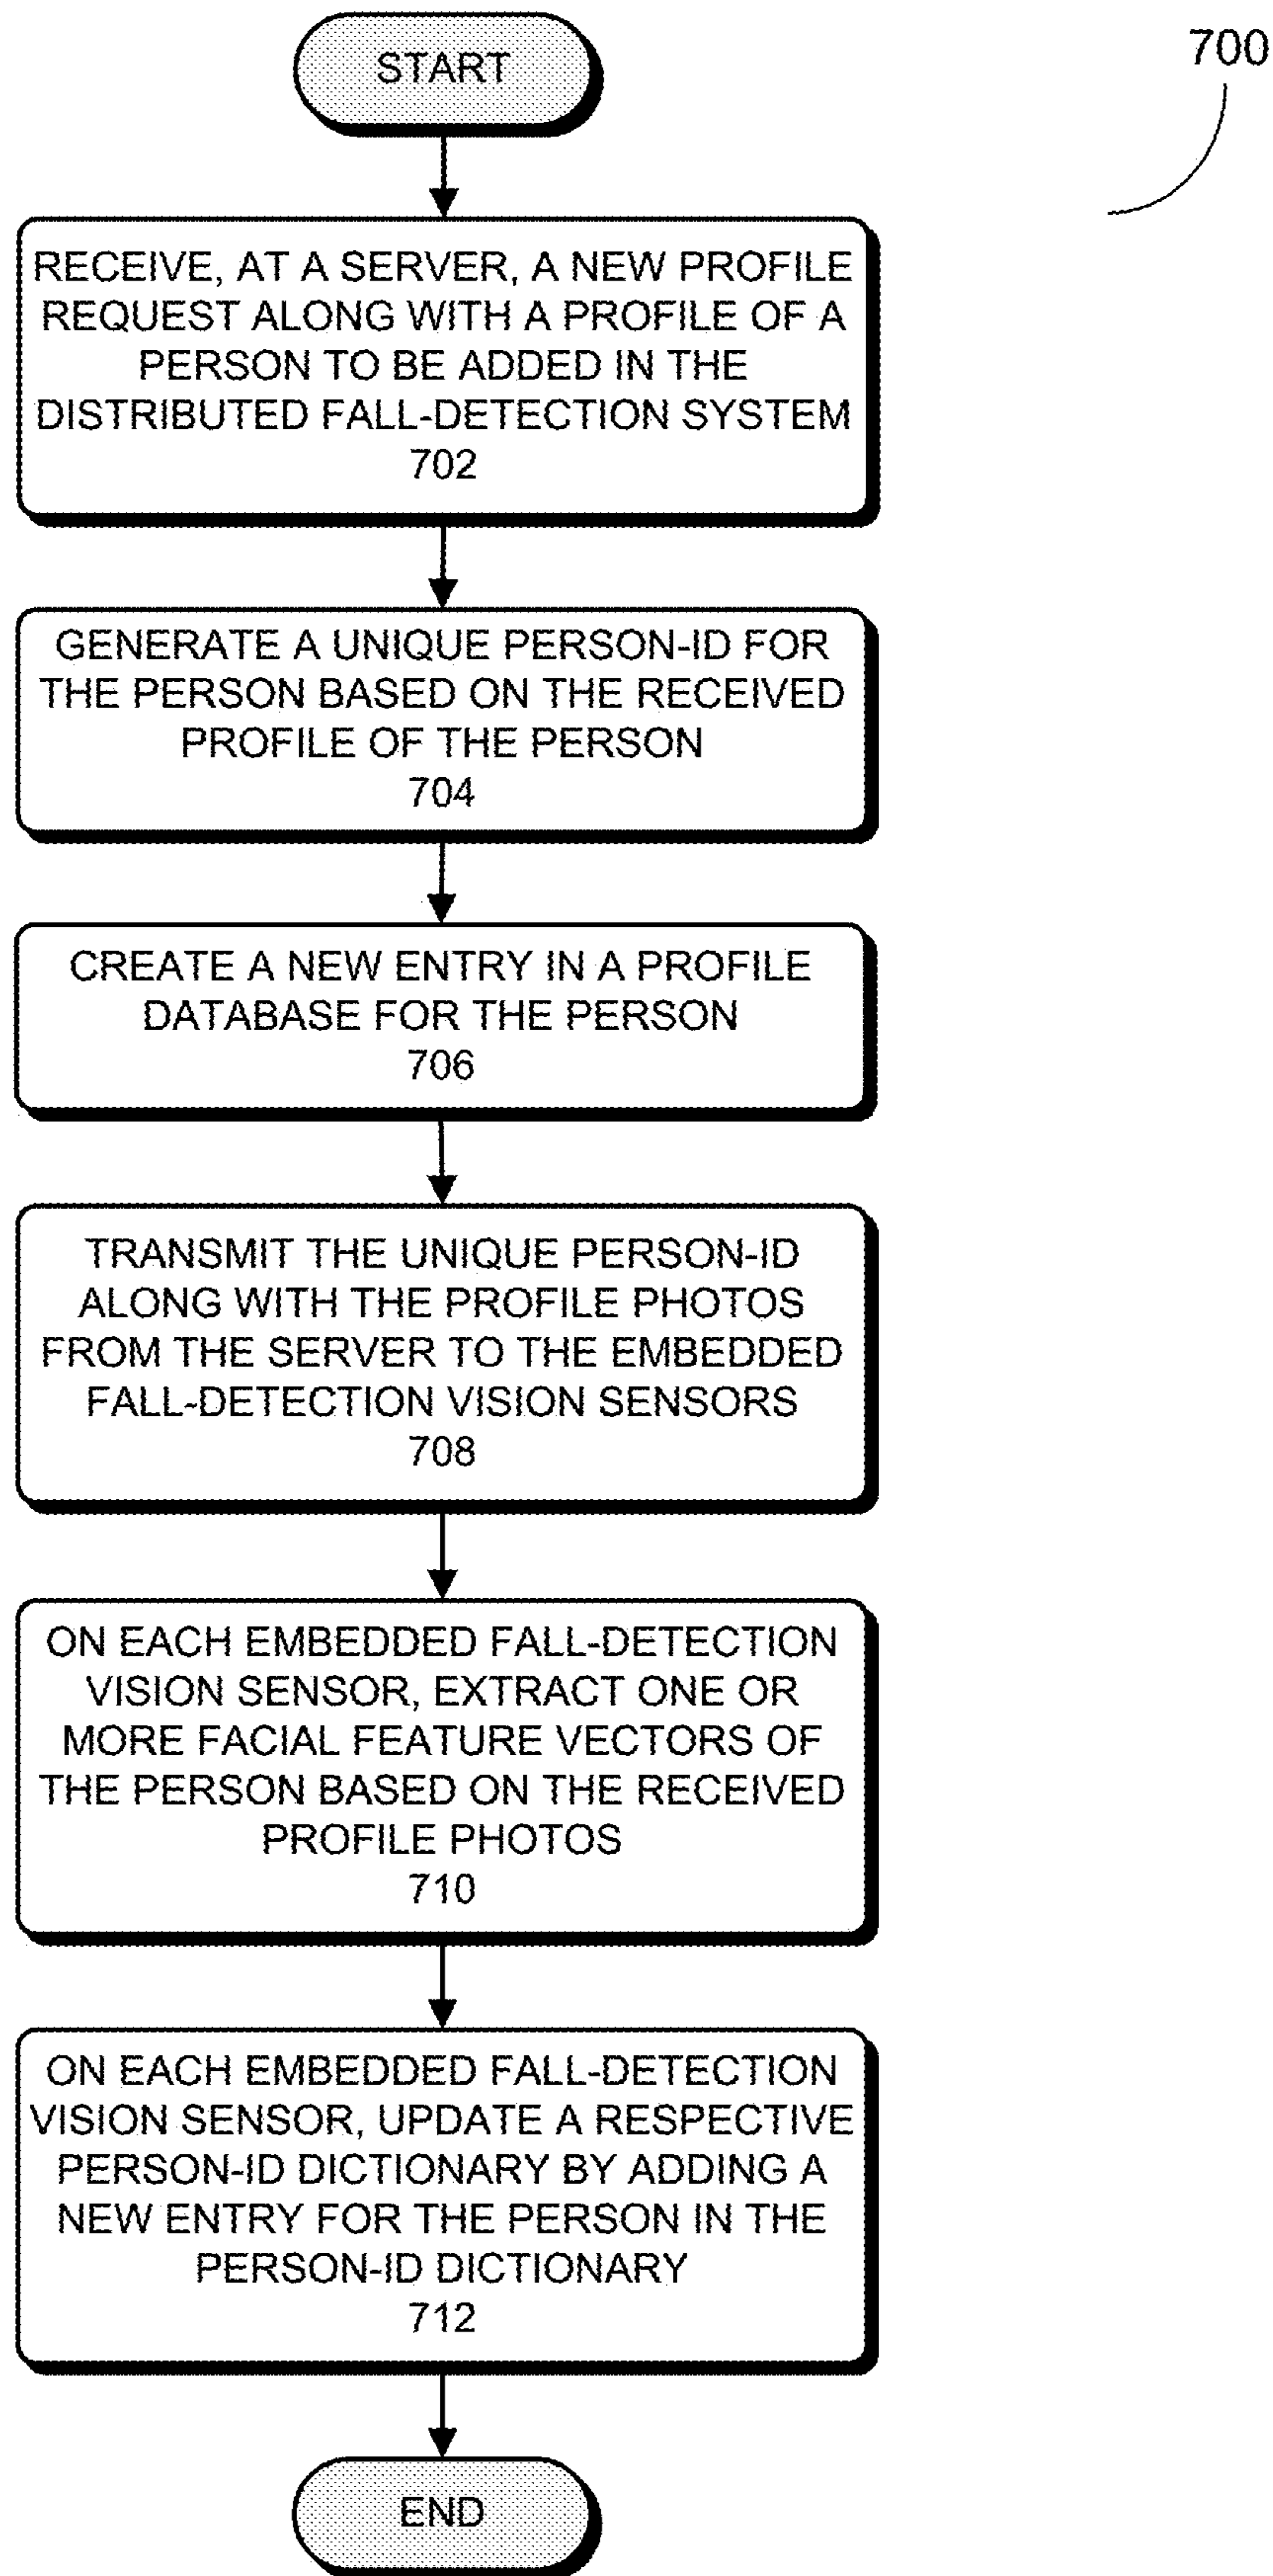 START
700
RECEIVE, AT A SERVER, A NEW PROFILE
REQUEST ALONG WITH A PROFILE OF A
PERSON TO BE ADDED IN THE
DISTRIBUTED FALL-DETECTION SYSTEM
702
GENERATE A UNIQUE PERSON-ID FOR
THE PERSON BASED ON THE RECEIVED
PROFILE OF THE PERSON
704
CREATE A NEW ENTRY IN A PROFILE
DATABASE FOR THE PERSON
706
TRANSMIT THE UNIQUE PERSON-ID
ALONG WITH THE PROFILE PHOTOS
FROM THE SERVER TO THE EMBEDDED
FALL-DETECTION VISION SENSORS
708
ON EACH EMBEDDED FALL-DETECTION
VISION SENSOR, EXTRACT ONE OR
MORE FACIAL FEATURE VECTORS OF
THE PERSON BASED ON THE RECEIVED
PROFILE PHOTOS
710
ON EACH EMBEDDED FALL-DETECTION
VISION SENSOR, UPDATE A RESPECTIVE
PERSON-ID DICTIONARY BY ADDING A
NEW ENTRY FOR THE PERSON IN THE
PERSON-ID DICTIONARY
712
END